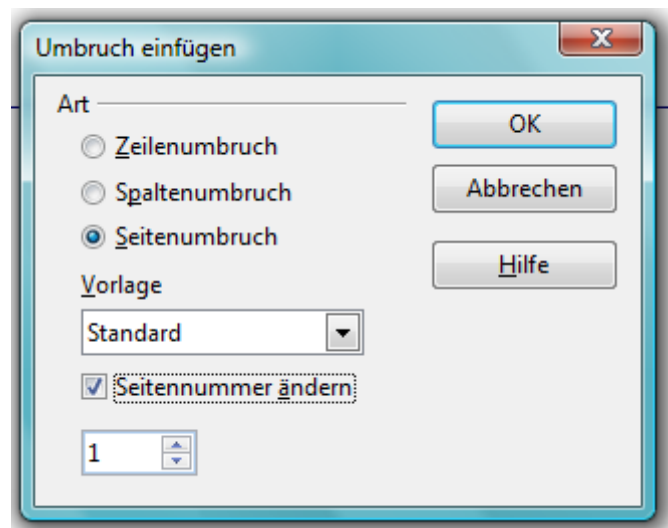 Umbruch einfügen
Art
Zeilenumbruch
Spaltenumbruch
Seitenumbruch
Vorlage
Standard
Seitennummer ändern
1
OK
Abbrechen
Hilfe